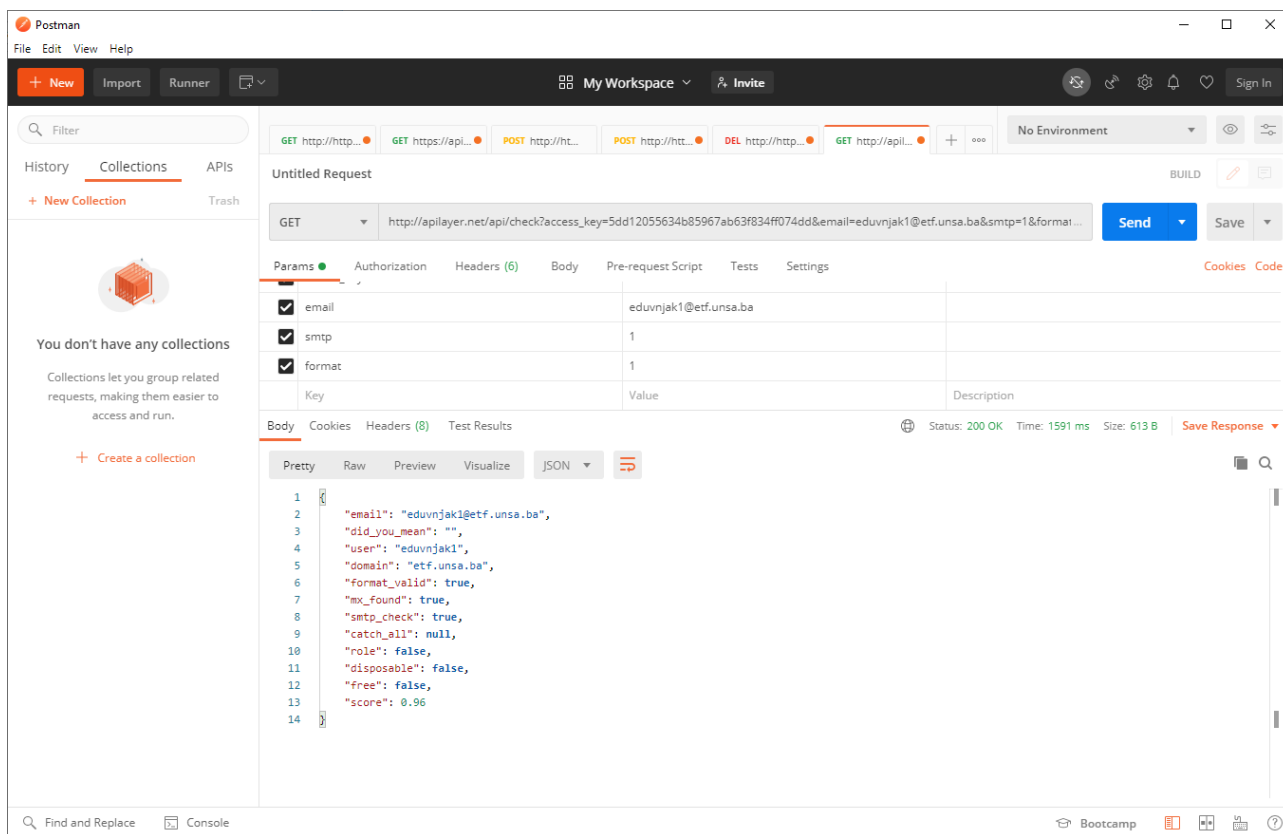 Postman
File Edit View Help
+ New Import Runner My Workspace Invite Sign In
Filter
History Collections APIs
+ New Collection Trash
You don't have any collections
Collections let you group related
requests, making them easier to
access and run.
+ Create a collection
GET http://http... GET https://api... POST http://ht... POST http://htt... DEL http://http... GET http://apil... + ooo No Environment
Untitled Request BUILD
GET http://apilayer.net/api/check?access_key=5dd12055634b85967ab63f834ff074dd&email=eduvnjak1@etf.unsa.ba&smtp=1&format... Send Save
Params Authorization Headers (6) Body Pre-request Script Tests Settings Cookies Code
email eduvnjak1@etf.unsa.ba
smtp 1
format 1
Key Value Description
Body Cookies Headers (8) Test Results Status: 200 OK Time: 1591 ms Size: 613 B Save Response
Pretty Raw Preview Visualize JSON
1 {
2 "email": "eduvnjak1@etf.unsa.ba",
3 "did_you_mean": "",
4 "user": "eduvnjak1",
5 "domain": "etf.unsa.ba",
6 "format_valid": true,
7 "mx_found": true,
8 "smtp_check": true,
9 "catch_all": null,
10 "role": false,
11 "disposable": false,
12 "free": false,
13 "score": 0.96
14 }
Find and Replace Console Bootcamp